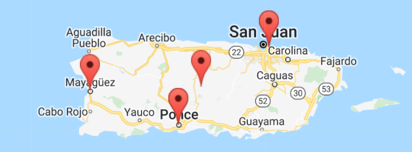 Aguadilla
Pueblo
Arecibo
San Juan
22
Carolina
Fajardo
Mayagüez
Caguas
52
30
53
Cabo Rojo
Yauco
Ponce
Guayama